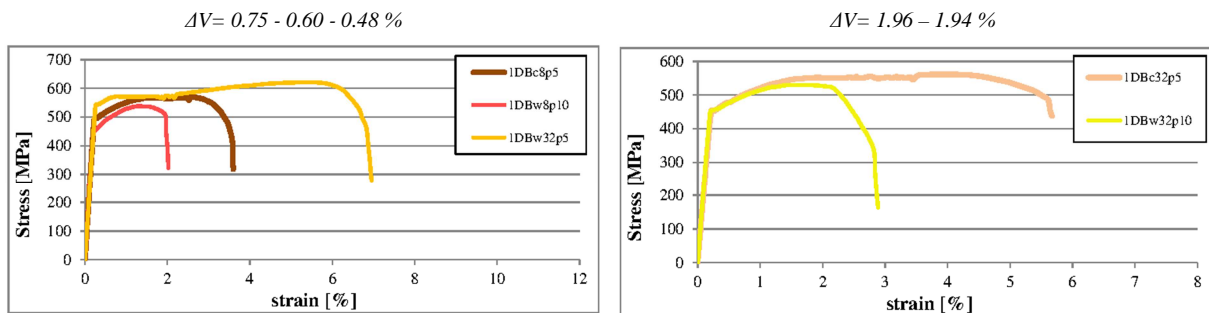 ΔV= 0.75 - 0.60 - 0.48 %
Stress [MPa]
700
600
500
400
300
200
100
0
0 2 4 6 8 10 12
strain [%]
1DBc8p5
1DBw8p10
1DBw32p5
ΔV= 1.96 – 1.94 %
Stress [MPa]
600
500
400
300
200
100
0
0 1 2 3 4 5 6 7 8
strain [%]
1DBc32p5
1DBw32p10